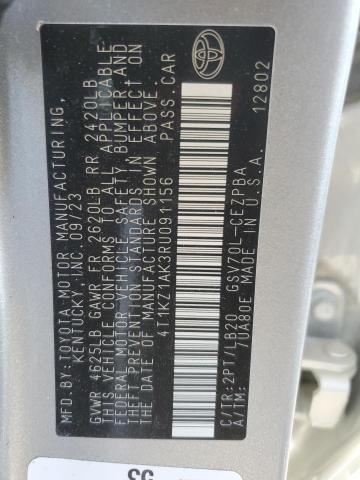 MFD. BY:TOYOTA MOTOR MANUFACTURING,
KENTUCKY, INC. 09/23
GVWR 4625LB GAWR FR 2620LB RR 2420LB
THIS VEHICLE CONFORMS TO ALL APPLICABLE
FEDERAL MOTOR VEHICLE SAFETY, BUMPER AND
THEFT PREVENTION STANDARDS IN EFFECT ON
THE DATE OF MANUFACTURE SHOWN ABOVE.
4T1KZ1AK3RU091156 PASS CAR
C/TR:2PT/LB20 GSV70L-CEZPBA
A/TM: /UA80E MADE IN U.S.A. 12802